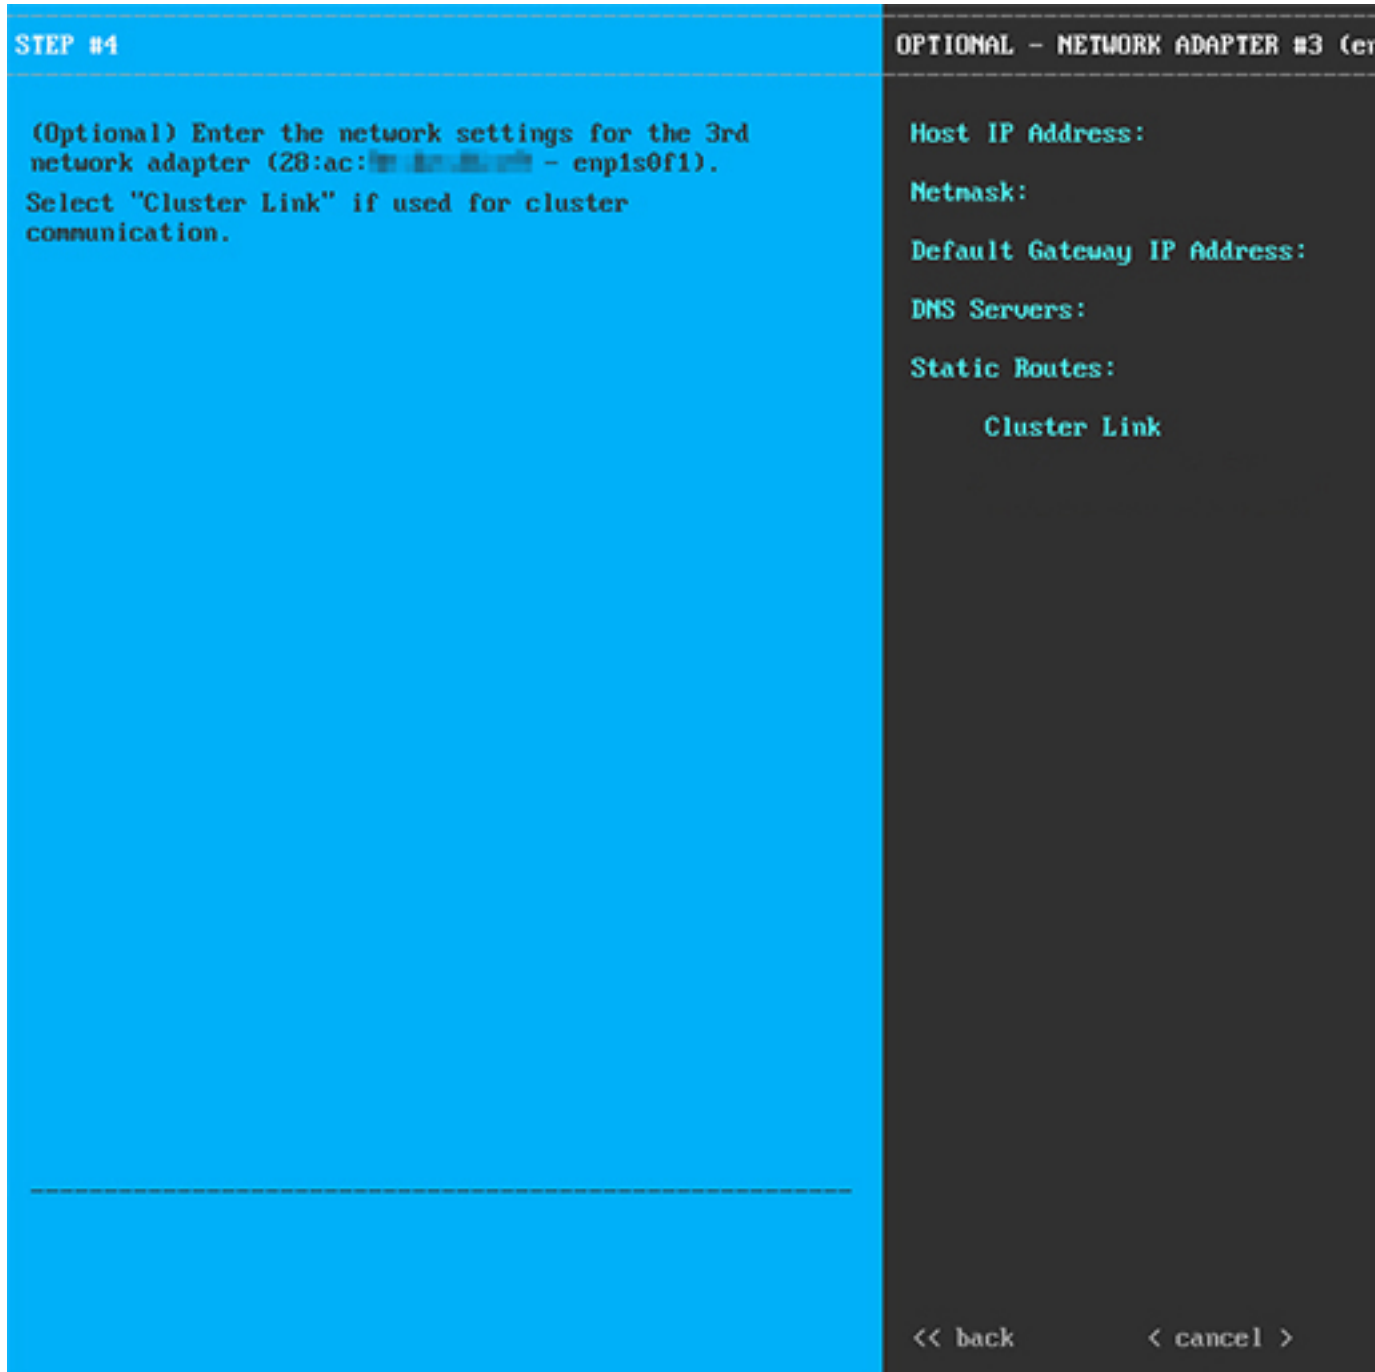 STEP #4
(Optional) Enter the network settings for the 3rd
network adapter (28:ac: - enp1s0f1).
Select "Cluster Link" if used for cluster
communication.
OPTIONAL - NETWORK ADAPTER #3 (en
Host IP Address:
Netmask:
Default Gateway IP Address:
DNS Servers:
Static Routes:
Cluster Link
<< back < cancel >